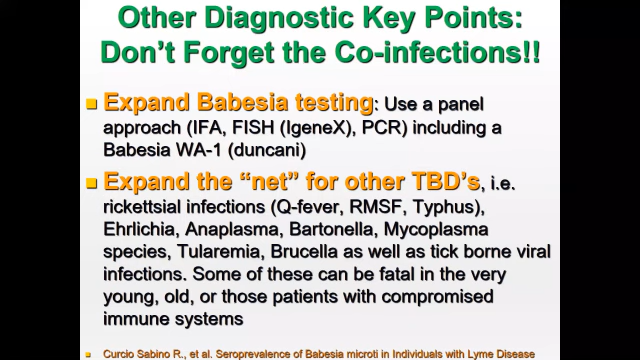 Other Diagnostic Key Points:
Don't Forget the Co-infections!!
Expand Babesia testing: Use a panel
approach (IFA, FISH (IgeneX), PCR) including a
Babesia WA-1 (duncani)
Expand the "net" for other TBD's, i.e.
rickettsial infections (Q-fever, RMSF, Typhus),
Ehrlichia, Anaplasma, Bartonella, Mycoplasma
species, Tularemia, Brucella as well as tick borne viral
infections. Some of these can be fatal in the very
young, old, or those patients with compromised
immune systems
Curcio Sabino R., et al. Seroprevalence of Babesia microti in Individuals with Lyme Disease